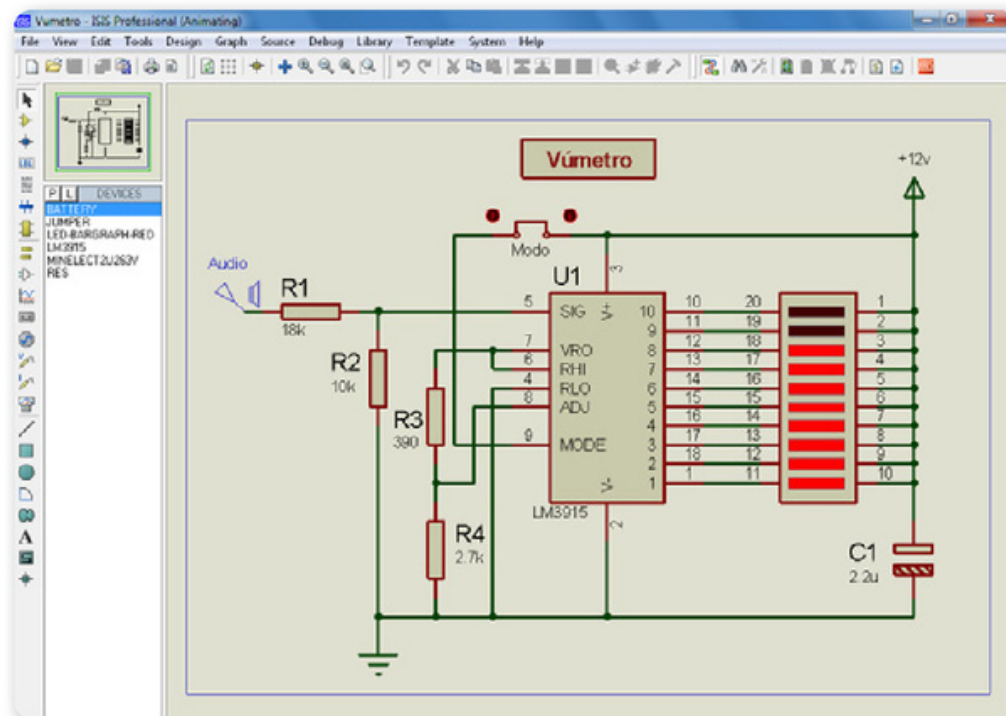 Vumetro - ISIS Professional (Animating)
File View Edit Tools Design Graph Source Debug Library Template System Help
P L DEVICES
BATTERY
JUMPER
LED-BARGRAPH-RED
LM3915
MINELECT2U263V
RES
Vúmetro
+12v
Modo
Audio
R1
18k
R2
10k
R3
390
R4
2.7k
U1
3
5 SIG V+ 10 10 20 1
9 11 19 2
7 VRO 8 12 18 3
6 RHI 7 13 17 4
4 RLO 6 14 16 5
8 ADJ 5 15 15 6
4 16 14 7
9 MODE 3 17 13 8
2 18 12 9
V- 1 1 11 10
LM3915
2
C1
2.2u